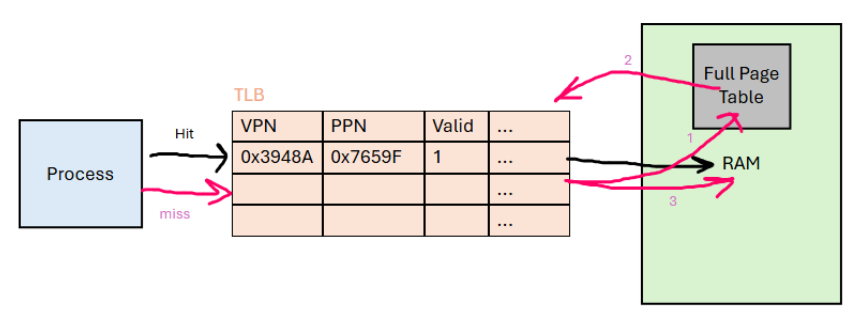 2
Full Page
Table
TLB
VPN PPN Valid ...
Hit
1
0x3948A 0x7659F 1 ...
RAM
Process
...
3
miss
...